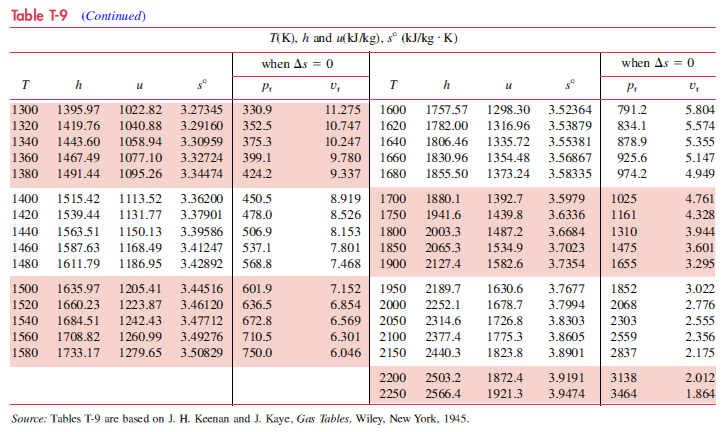 Table T-9 (Continued)
T(K), h and u(kJ/kg), s° (kJ/kg · K)
when Δs = 0 when Δs = 0
T h u s° pr vr T h u s° pr vr
1300 1395.97 1022.82 3.27345 330.9 11.275 1600 1757.57 1298.30 3.52364 791.2 5.804
1320 1419.76 1040.88 3.29160 352.5 10.747 1620 1782.00 1316.96 3.53879 834.1 5.574
1340 1443.60 1058.94 3.30959 375.3 10.247 1640 1806.46 1335.72 3.55381 878.9 5.355
1360 1467.49 1077.10 3.32724 399.1 9.780 1660 1830.96 1354.48 3.56867 925.6 5.147
1380 1491.44 1095.26 3.34474 424.2 9.337 1680 1855.50 1373.24 3.58335 974.2 4.949
1400 1515.42 1113.52 3.36200 450.5 8.919 1700 1880.1 1392.7 3.5979 1025 4.761
1420 1539.44 1131.77 3.37901 478.0 8.526 1750 1941.6 1439.8 3.6336 1161 4.328
1440 1563.51 1150.13 3.39586 506.9 8.153 1800 2003.3 1487.2 3.6684 1310 3.944
1460 1587.63 1168.49 3.41247 537.1 7.801 1850 2065.3 1534.9 3.7023 1475 3.601
1480 1611.79 1186.95 3.42892 568.8 7.468 1900 2127.4 1582.6 3.7354 1655 3.295
1500 1635.97 1205.41 3.44516 601.9 7.152 1950 2189.7 1630.6 3.7677 1852 3.022
1520 1660.23 1223.87 3.46120 636.5 6.854 2000 2252.1 1678.7 3.7994 2068 2.776
1540 1684.51 1242.43 3.47712 672.8 6.569 2050 2314.6 1726.8 3.8303 2303 2.555
1560 1708.82 1260.99 3.49276 710.5 6.301 2100 2377.4 1775.3 3.8605 2559 2.356
1580 1733.17 1279.65 3.50829 750.0 6.046 2150 2440.3 1823.8 3.8901 2837 2.175
2200 2503.2 1872.4 3.9191 3138 2.012
2250 2566.4 1921.3 3.9474 3464 1.864
Source: Tables T-9 are based on J. H. Keenan and J. Kaye, Gas Tables, Wiley, New York, 1945.